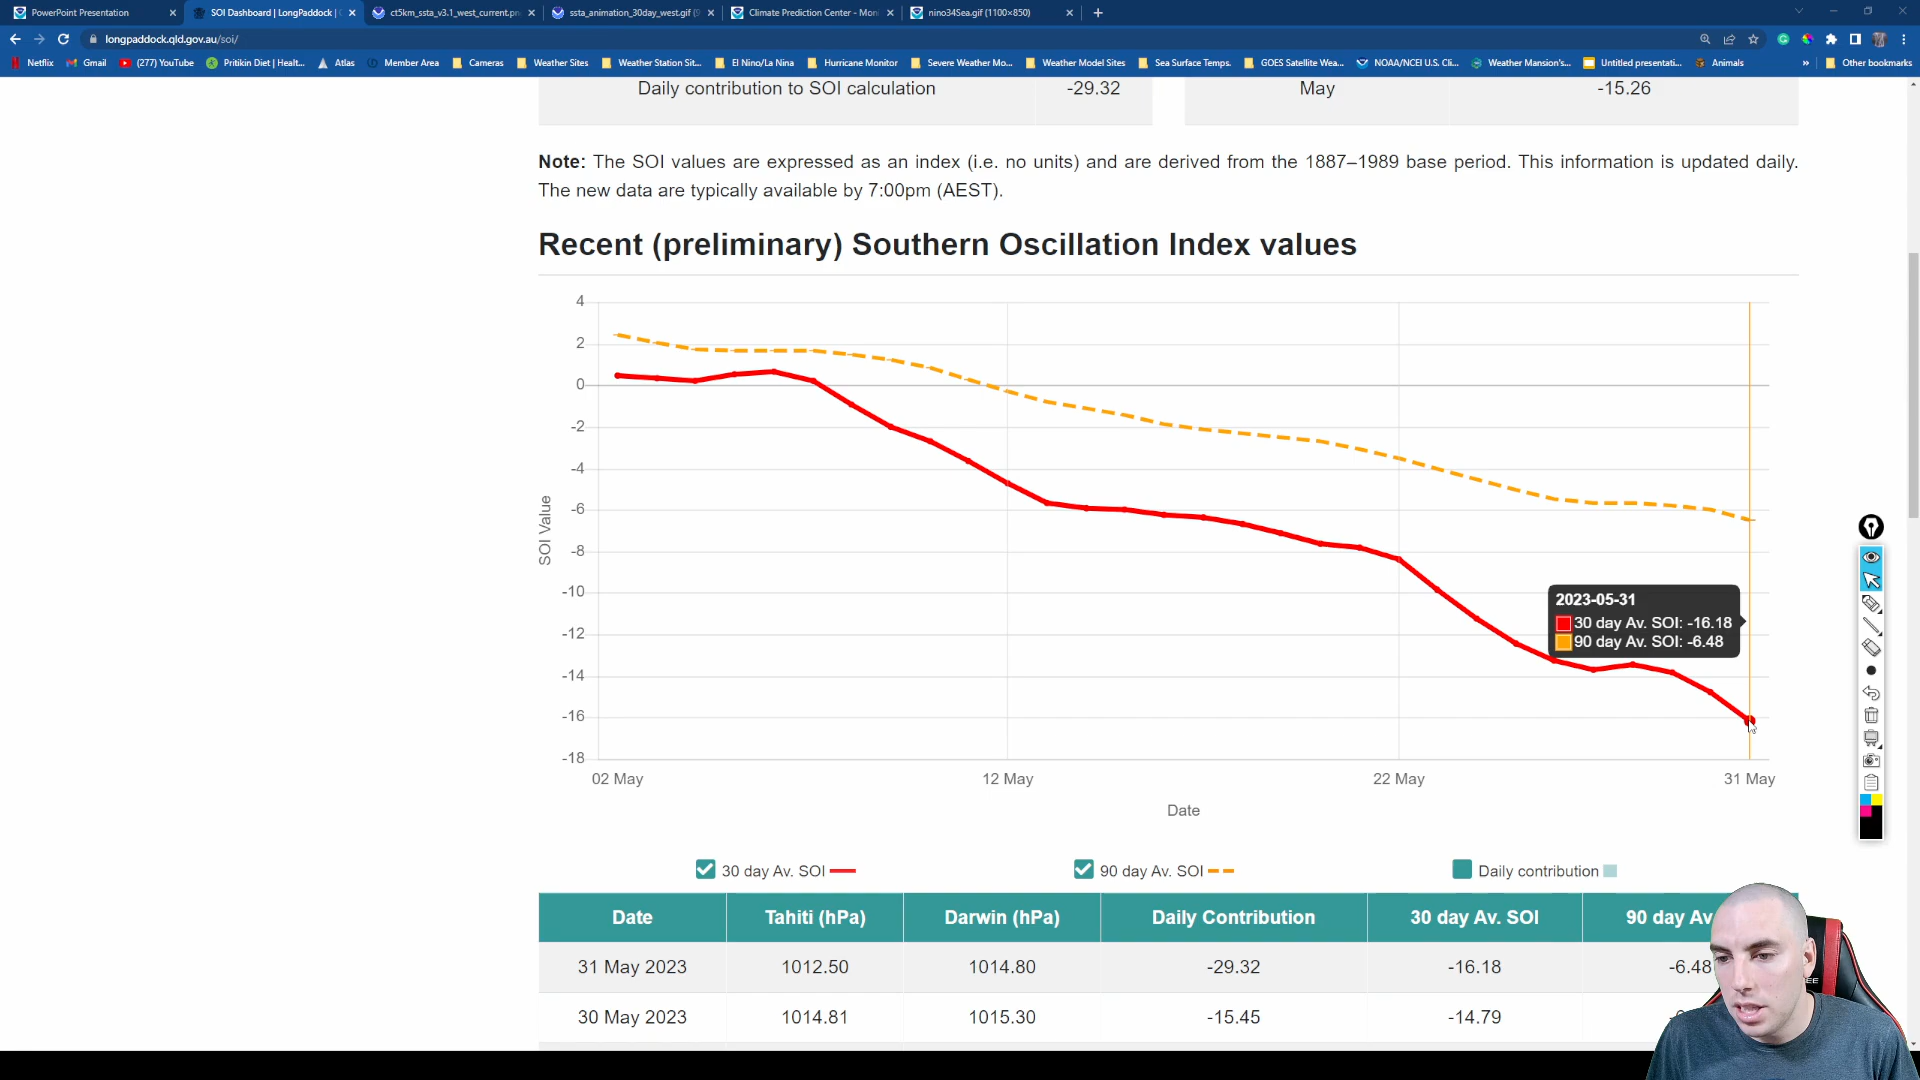 PowerPoint Presentation
SOI Dashboard | LongPaddock |
ct5km_ssta_v3.1_west_current.pn
ssta_animation_30day_west.gif
Climate Prediction Center - Mon
nino34Sea.gif (1100×850)
longpaddock.qld.gov.au/soi/
Netflix
Gmail
(277) YouTube
Pritikin Diet | Healt...
Atlas
Member Area
Cameras
Weather Sites
Weather Station Sit...
El Nino/La Nina
Hurricane Monitor
Severe Weather Mo...
Weather Model Sites
Sea Surface Temps.
GOES Satellite Wea...
NOAA/NCEI U.S. Cli...
Weather Mansion's...
Untitled presentati...
Animals
»
Other bookmarks
Daily contribution to SOI calculation -29.32
May -15.26
Note: The SOI values are expressed as an index (i.e. no units) and are derived from the 1887–1989 base period. This information is updated daily.
The new data are typically available by 7:00pm (AEST).
Recent (preliminary) Southern Oscillation Index values
4
2
0
-2
-4
-6
-8
-10
-12
-14
-16
-18
SOI Value
2023-05-31
30 day Av. SOI: -16.18
90 day Av. SOI: -6.48
02 May 12 May 22 May 31 May
Date
30 day Av. SOI
90 day Av. SOI
Daily contribution
Date Tahiti (hPa) Darwin (hPa) Daily Contribution 30 day Av. SOI 90 day Av
31 May 2023 1012.50 1014.80 -29.32 -16.18 -6.48
30 May 2023 1014.81 1015.30 -15.45 -14.79